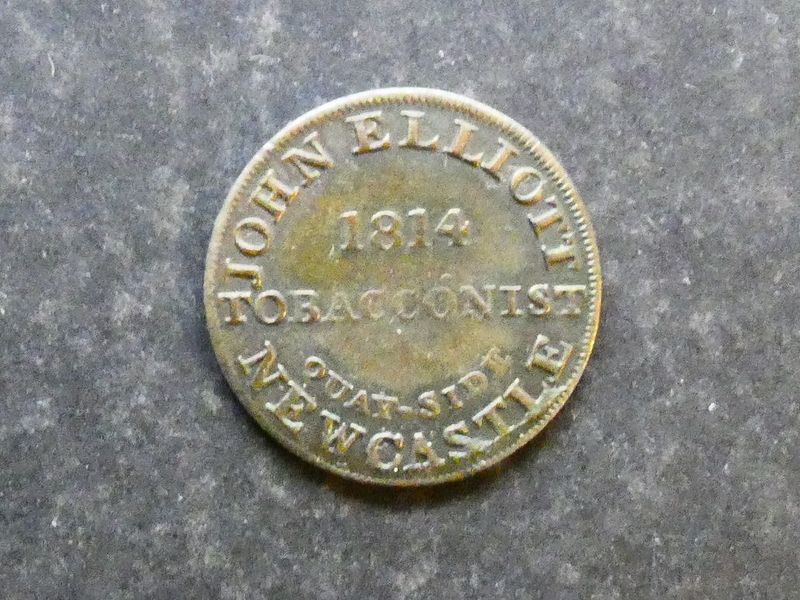 JOHN ELLIOTT
1814
TOBACCONIST
QUAY-SIDE
NEWCASTLE